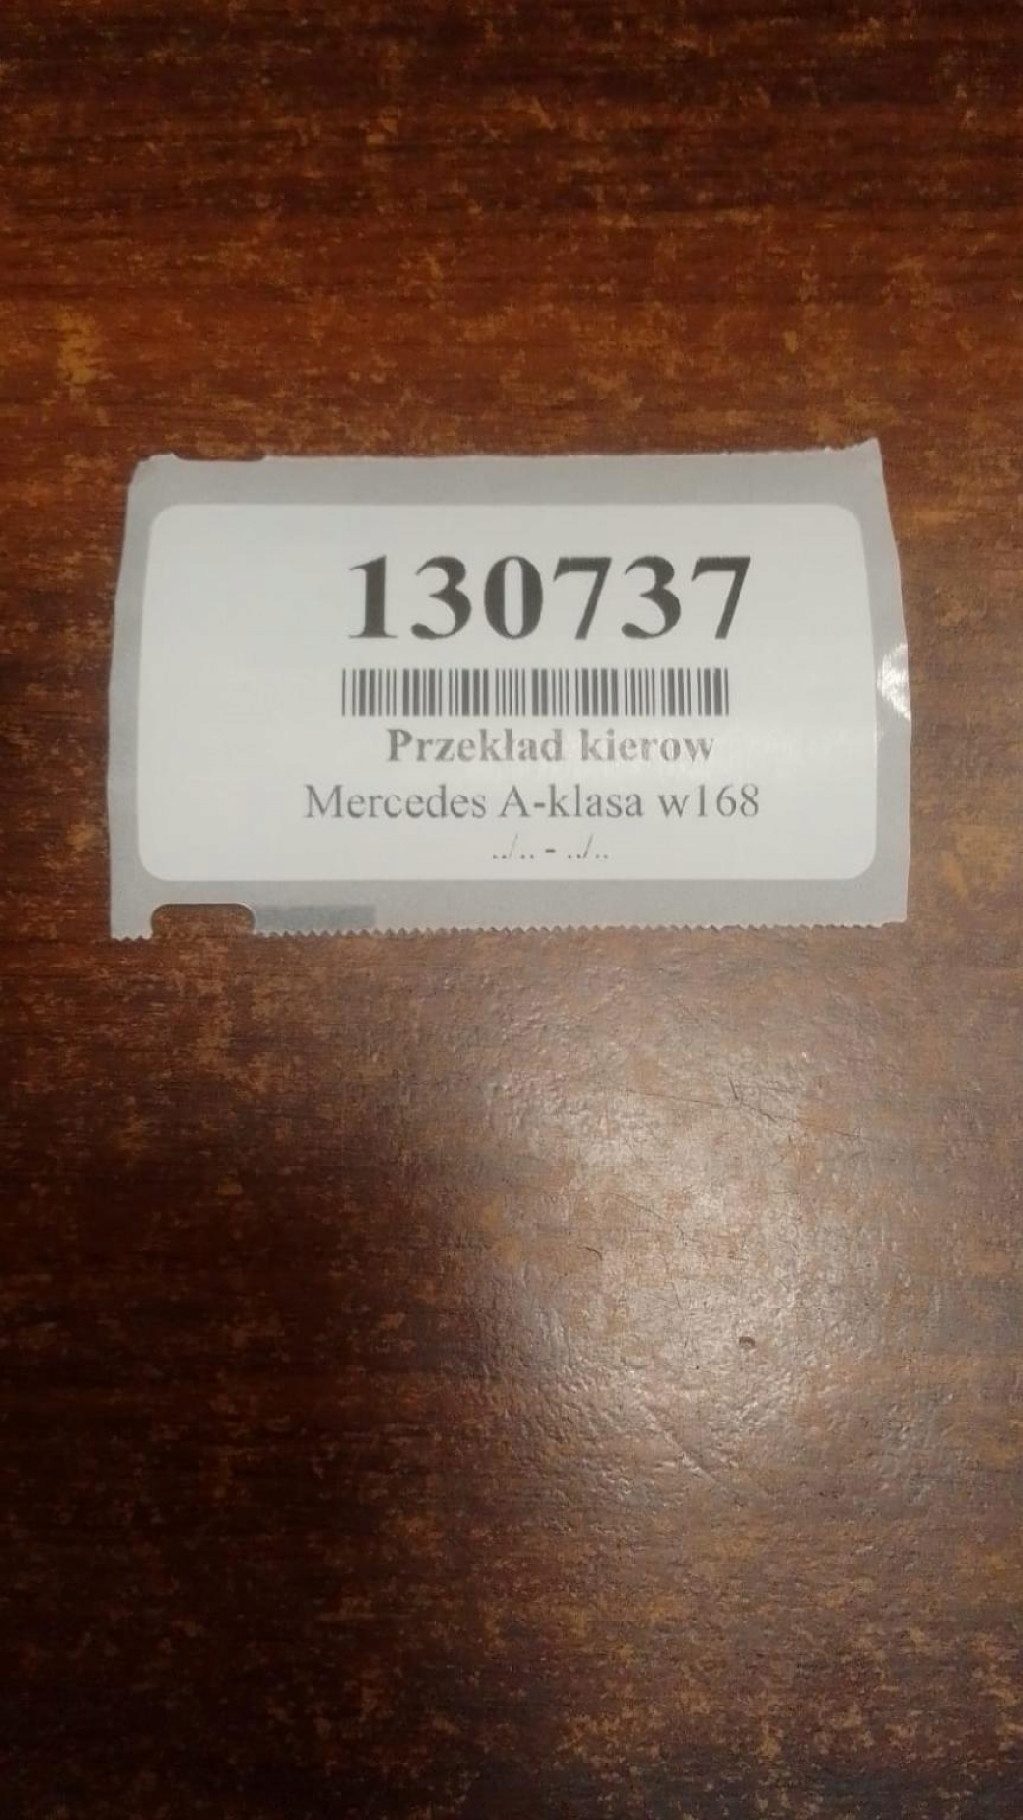 130737
Przekład kierow
Mercedes A-klasa w168
../.. - ../..